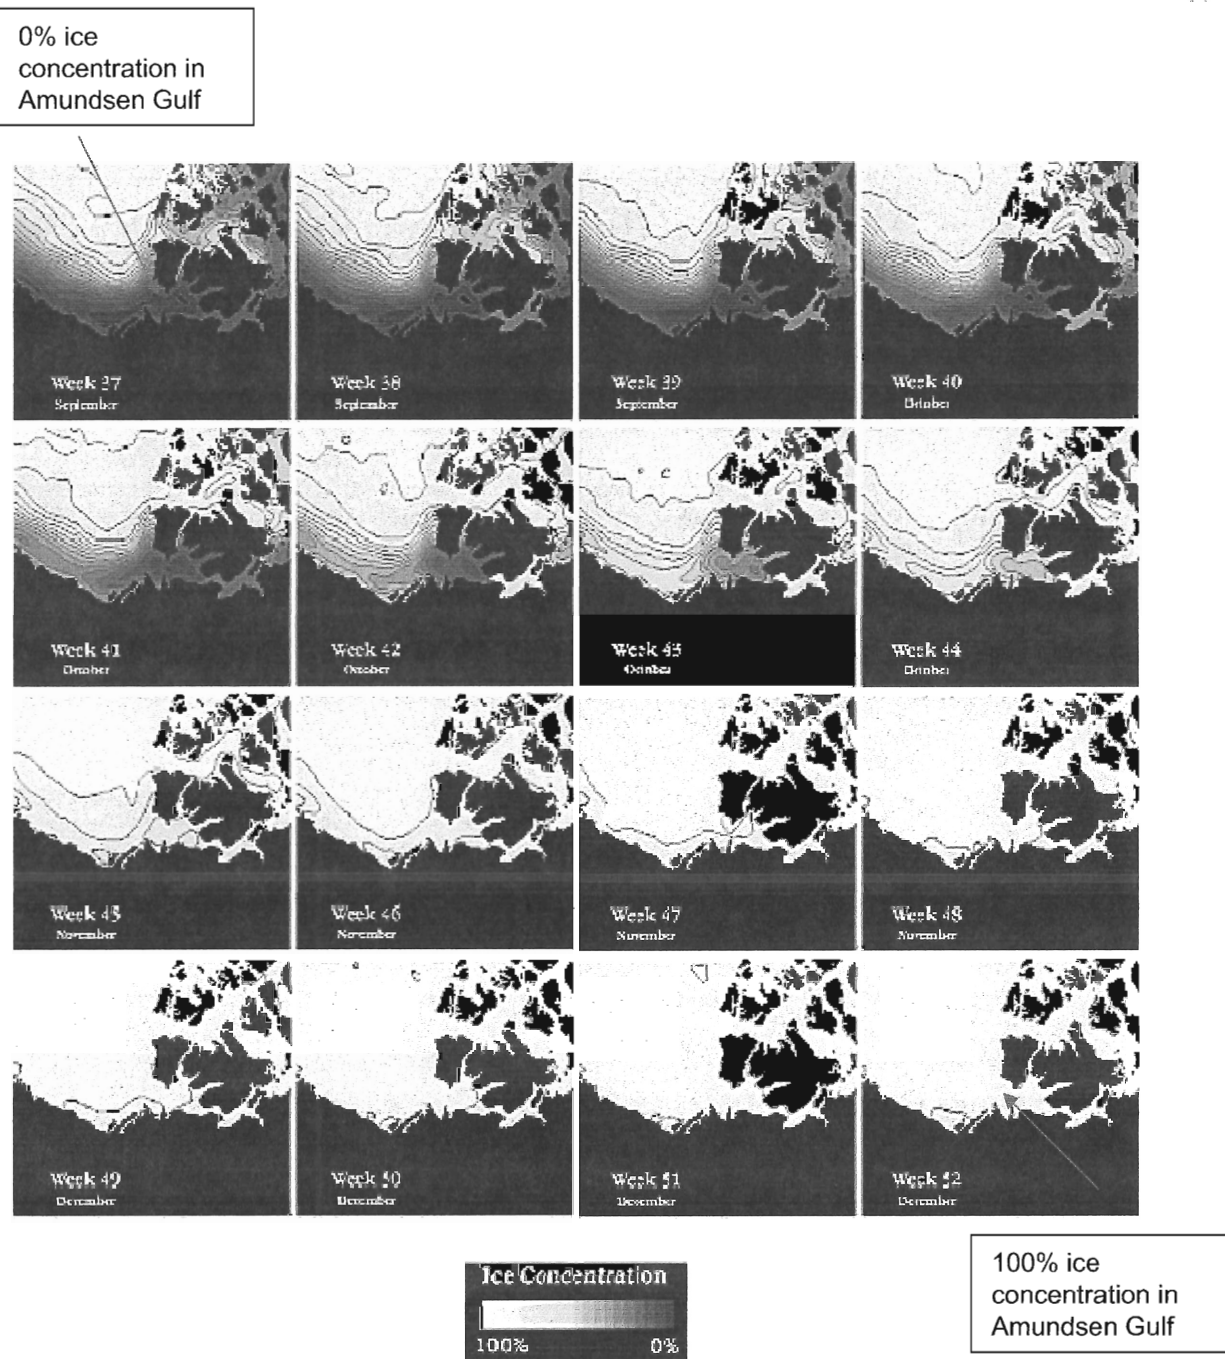 0% ice
concentration in
Amundsen Gulf
Week 37
September
Week 38
September
Week 39
September
Week 40
October
Week 41
October
Week 42
October
Week 43
October
Week 44
October
Week 45
November
Week 46
November
Week 47
November
Week 48
November
Week 49
December
Week 50
December
Week 51
December
Week 52
December
Ice Concentration
100% 0%
100% ice
concentration in
Amundsen Gulf